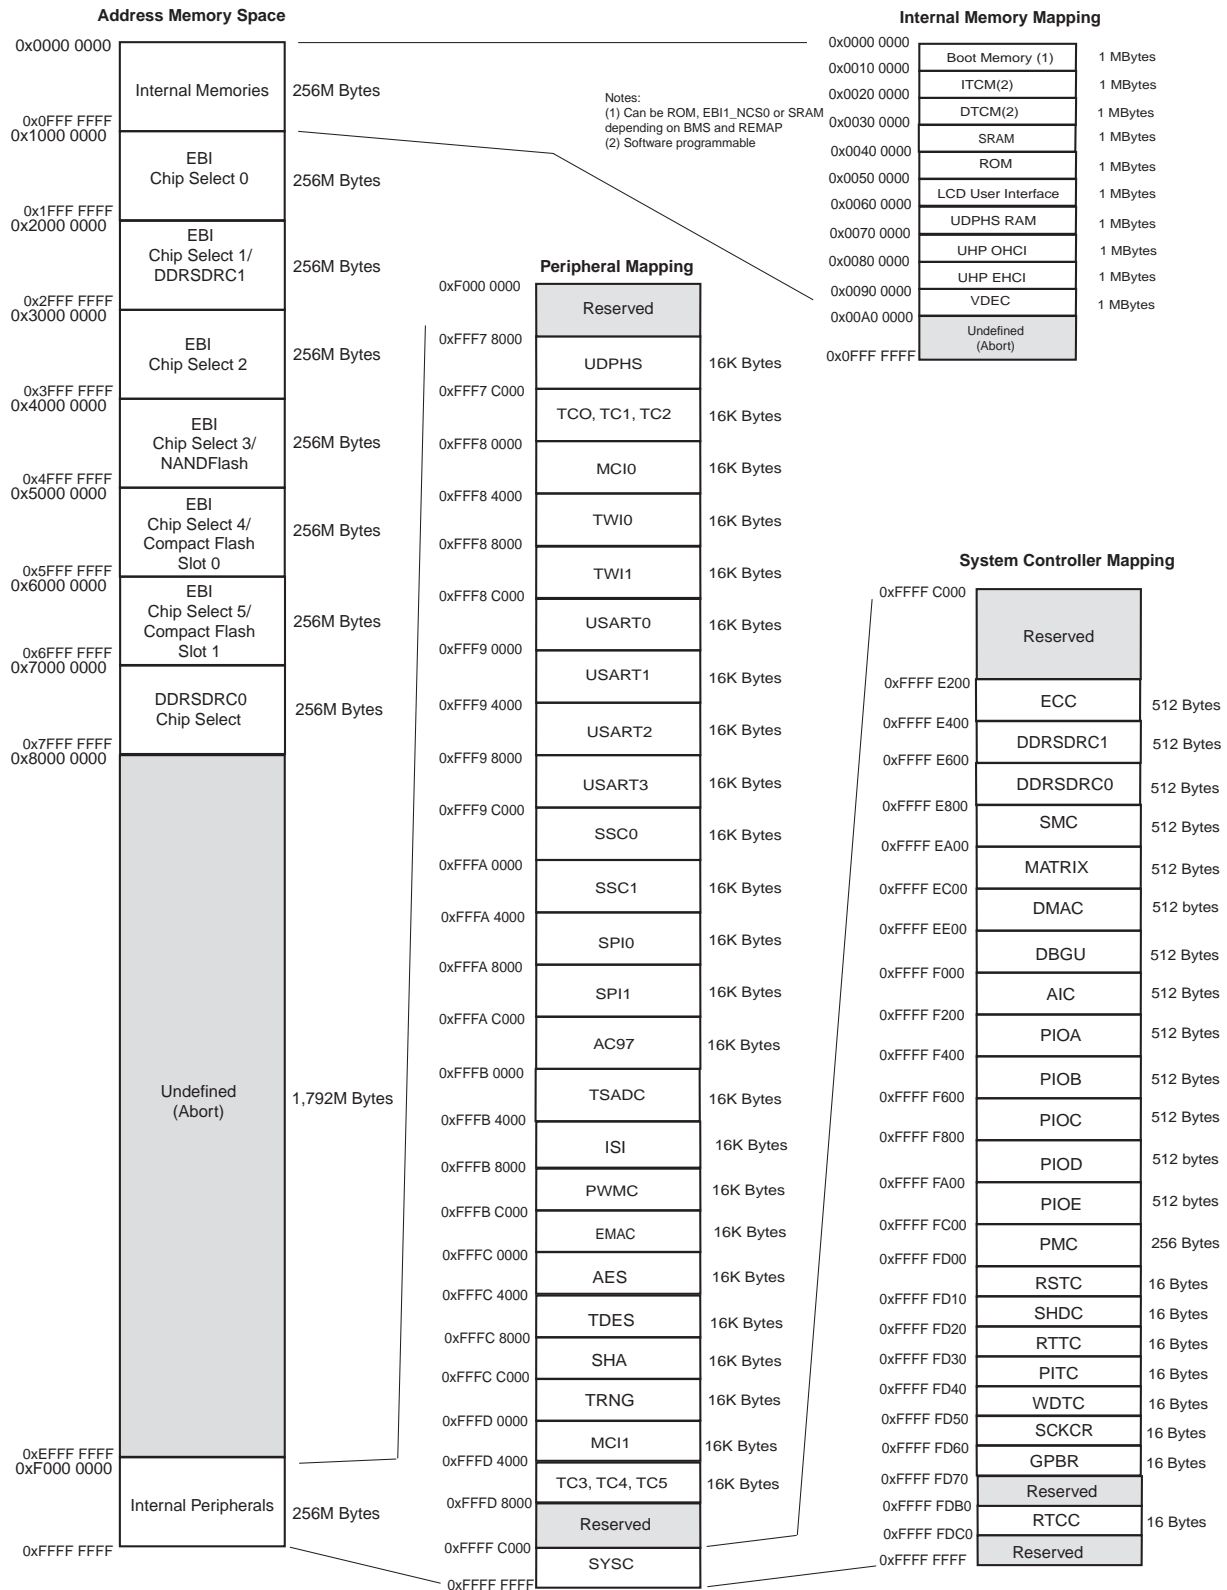 Address Memory Space
0x0000 0000
Internal Memories
256M Bytes
0x0FFF FFFF
0x1000 0000
EBI
Chip Select 0
256M Bytes
0x1FFF FFFF
0x2000 0000
EBI
Chip Select 1/
DDRSDRC1
256M Bytes
0x2FFF FFFF
0x3000 0000
EBI
Chip Select 2
256M Bytes
0x3FFF FFFF
0x4000 0000
EBI
Chip Select 3/
NANDFlash
256M Bytes
0x4FFF FFFF
0x5000 0000
EBI
Chip Select 4/
Compact Flash
Slot 0
256M Bytes
0x5FFF FFFF
0x6000 0000
EBI
Chip Select 5/
Compact Flash
Slot 1
256M Bytes
0x6FFF FFFF
0x7000 0000
DDRSDRC0
Chip Select
256M Bytes
0x7FFF FFFF
0x8000 0000
Undefined
(Abort)
1,792M Bytes
0xEFFF FFFF
0xF000 0000
Internal Peripherals
256M Bytes
0xFFFF FFFF
Notes:
(1) Can be ROM, EBI1_NCS0 or SRAM
depending on BMS and REMAP
(2) Software programmable
Internal Memory Mapping
0x0000 0000
Boot Memory (1)
1 MBytes
0x0010 0000
ITCM(2)
1 MBytes
0x0020 0000
DTCM(2)
1 MBytes
0x0030 0000
SRAM
1 MBytes
0x0040 0000
ROM
1 MBytes
0x0050 0000
LCD User Interface
1 MBytes
0x0060 0000
UDPHS RAM
1 MBytes
0x0070 0000
UHP OHCI
1 MBytes
0x0080 0000
UHP EHCI
1 MBytes
0x0090 0000
VDEC
1 MBytes
0x00A0 0000
Undefined
(Abort)
0x0FFF FFFF
Peripheral Mapping
0xF000 0000
Reserved
0xFFF7 8000
UDPHS
16K Bytes
0xFFF7 C000
TCO, TC1, TC2
16K Bytes
0xFFF8 0000
MCI0
16K Bytes
0xFFF8 4000
TWI0
16K Bytes
0xFFF8 8000
TWI1
16K Bytes
0xFFF8 C000
USART0
16K Bytes
0xFFF9 0000
USART1
16K Bytes
0xFFF9 4000
USART2
16K Bytes
0xFFF9 8000
USART3
16K Bytes
0xFFF9 C000
SSC0
16K Bytes
0xFFFA 0000
SSC1
16K Bytes
0xFFFA 4000
SPI0
16K Bytes
0xFFFA 8000
SPI1
16K Bytes
0xFFFA C000
AC97
16K Bytes
0xFFFB 0000
TSADC
16K Bytes
0xFFFB 4000
ISI
16K Bytes
0xFFFB 8000
PWMC
16K Bytes
0xFFFB C000
EMAC
16K Bytes
0xFFFC 0000
AES
16K Bytes
0xFFFC 4000
TDES
16K Bytes
0xFFFC 8000
SHA
16K Bytes
0xFFFC C000
TRNG
16K Bytes
0xFFFD 0000
MCI1
16K Bytes
0xFFFD 4000
TC3, TC4, TC5
16K Bytes
0xFFFD 8000
Reserved
0xFFFF C000
SYSC
0xFFFF FFFF
System Controller Mapping
0xFFFF C000
Reserved
0xFFFF E200
ECC
512 Bytes
0xFFFF E400
DDRSDRC1
512 Bytes
0xFFFF E600
DDRSDRC0
512 Bytes
0xFFFF E800
SMC
512 Bytes
0xFFFF EA00
MATRIX
512 Bytes
0xFFFF EC00
DMAC
512 bytes
0xFFFF EE00
DBGU
512 Bytes
0xFFFF F000
AIC
512 Bytes
0xFFFF F200
PIOA
512 Bytes
0xFFFF F400
PIOB
512 Bytes
0xFFFF F600
PIOC
512 Bytes
0xFFFF F800
PIOD
512 bytes
0xFFFF FA00
PIOE
512 bytes
0xFFFF FC00
PMC
256 Bytes
0xFFFF FD00
RSTC
16 Bytes
0xFFFF FD10
SHDC
16 Bytes
0xFFFF FD20
RTTC
16 Bytes
0xFFFF FD30
PITC
16 Bytes
0xFFFF FD40
WDTC
16 Bytes
0xFFFF FD50
SCKCR
16 Bytes
0xFFFF FD60
GPBR
16 Bytes
0xFFFF FD70
Reserved
0xFFFF FDB0
RTCC
16 Bytes
0xFFFF FDC0
Reserved
0xFFFF FFFF